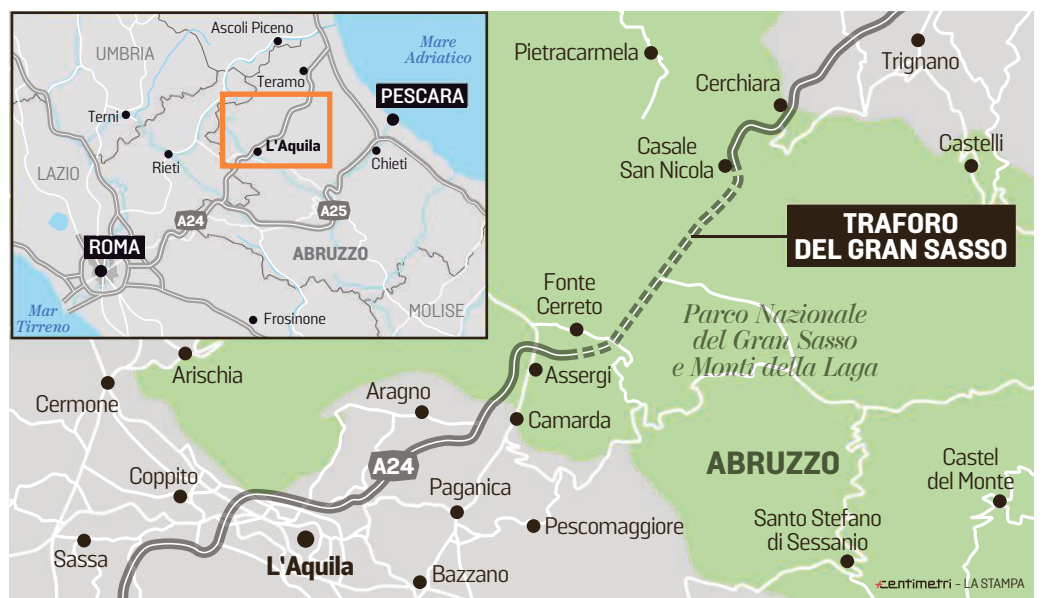 Ascoli Piceno
UMBRIA
Mare
Adriatico
Teramo
PESCARA
Terni
L'Aquila
Rieti
Chieti
LAZIO
A24
A25
ROMA
ABRUZZO
Mar
Tirreno
Frosinone
MOLISE
Pietracarmela
Trignano
Cerchiara
Casale
San Nicola
Castelli
TRAFORO
DEL GRAN SASSO
Fonte
Cerreto
Parco Nazionale
del Gran Sasso
e Monti della Laga
Arischia
Assergi
Cermone
Aragno
Camarda
A24
ABRUZZO
Coppito
Castel
del Monte
Paganica
Pescomaggiore
Santo Stefano
di Sessanio
Sassa
L'Aquila
Bazzano
centimetri - LA STAMPA